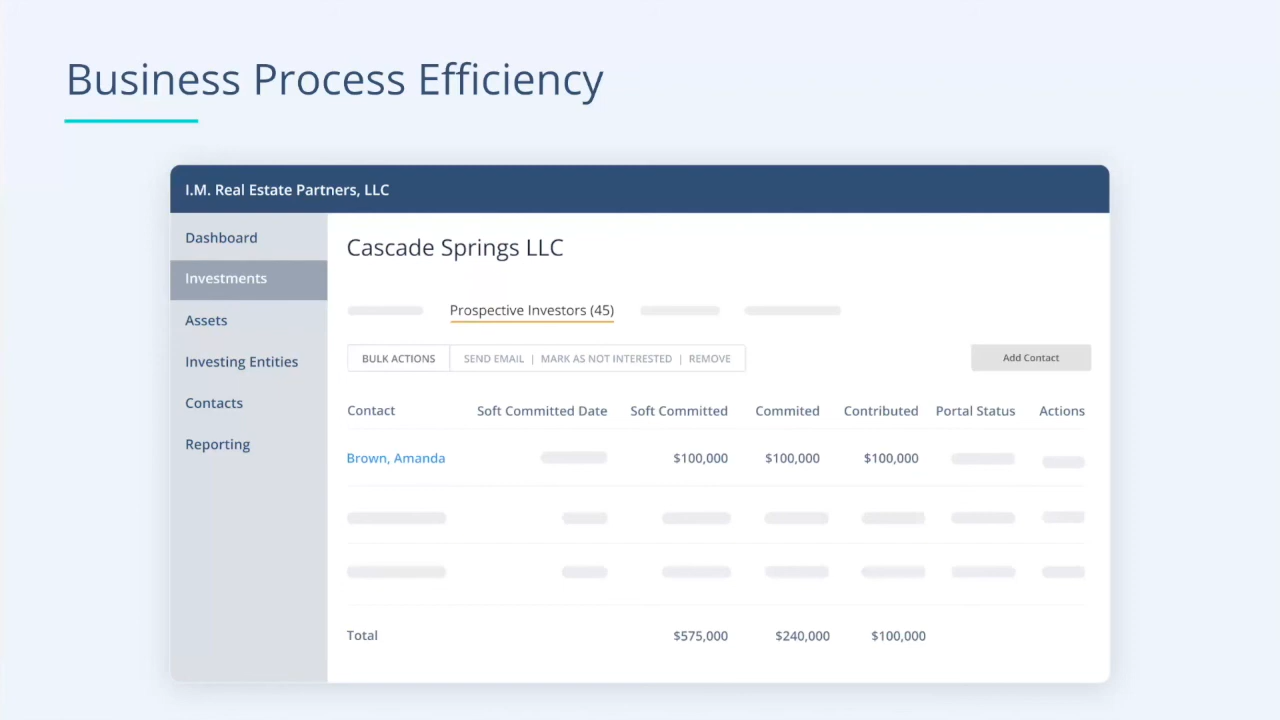 Business Process Efficiency
I.M. Real Estate Partners, LLC
Dashboard
Investments
Assets
Investing Entities
Contacts
Reporting
Cascade Springs LLC
Prospective Investors (45)
BULK ACTIONS SEND EMAIL | MARK AS NOT INTERESTED | REMOVE
Add Contact
Contact Soft Committed Date Soft Committed Commited Contributed Portal Status Actions
Brown, Amanda $100,000 $100,000 $100,000
Total $575,000 $240,000 $100,000